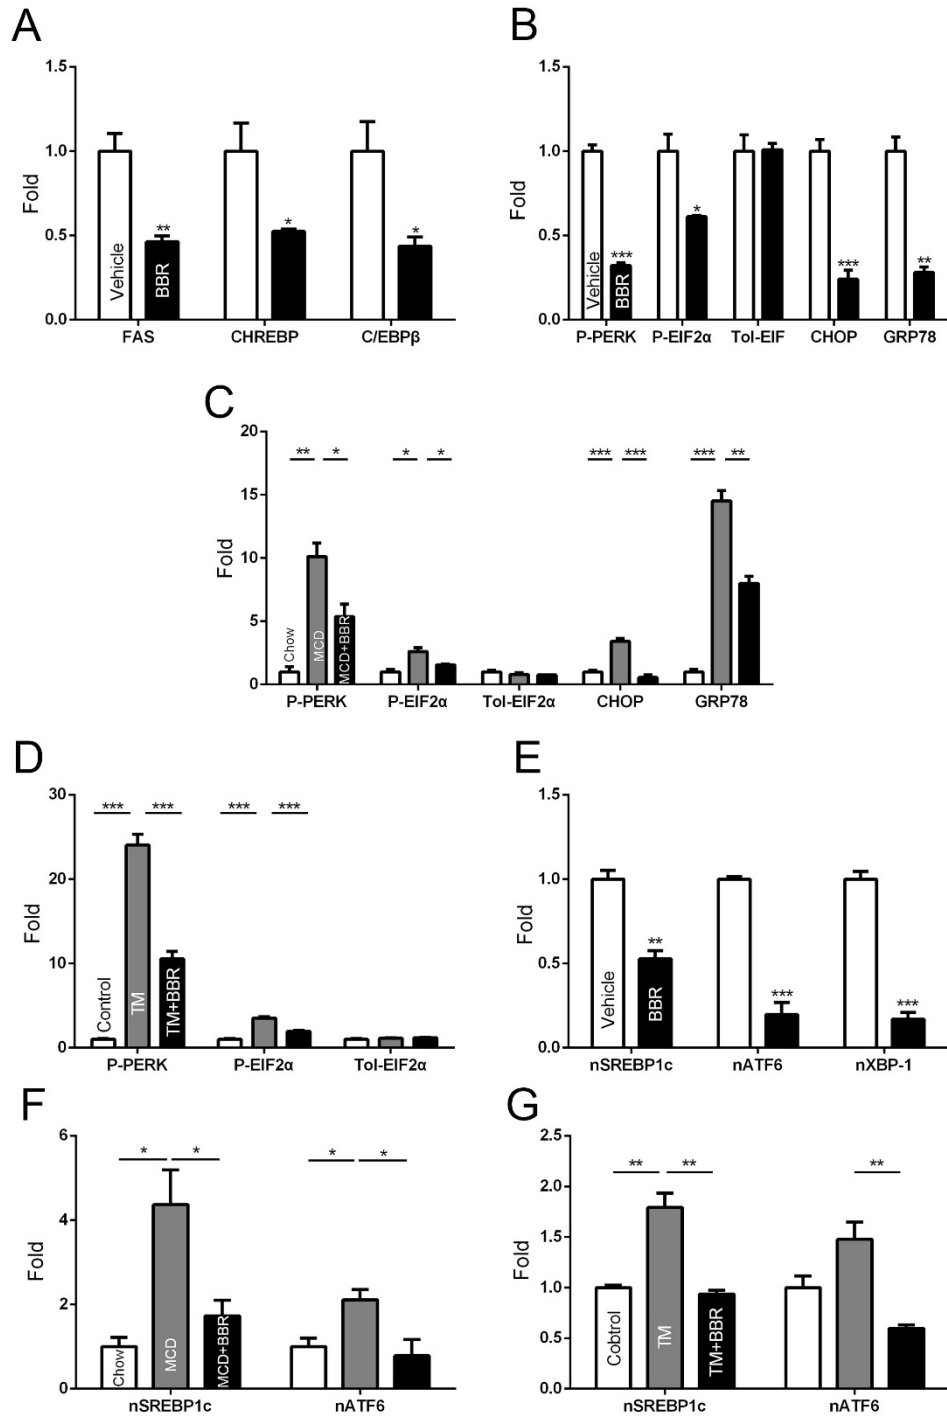 A
Fold
1.5
1.0
0.5
0.0
** * *
Vehicle
BBR
FAS CHREBP C/EBPβ
B
Fold
1.5
1.0
0.5
0.0
*** * *** **
Vehicle
BBR
P-PERK P-EIF2α Tol-EIF CHOP GRP78
C
Fold
20
15
10
5
0
** * * * *** *** *** **
Chow
MCD
MCD+BBR
P-PERK P-EIF2α Tol-EIF2α CHOP GRP78
D
Fold
30
20
10
0
*** *** *** ***
Control
TM
TM+BBR
P-PERK P-EIF2α Tol-EIF2α
E
Fold
1.5
1.0
0.5
0.0
** *** ***
Vehicle
BBR
nSREBP1c nATF6 nXBP-1
F
Fold
6
4
2
0
* * * *
Chow
MCD
MCD+BBR
nSREBP1c nATF6
G
Fold
2.5
2.0
1.5
1.0
0.5
0.0
** ** **
Cobtrol
TM
TM+BBR
nSREBP1c nATF6